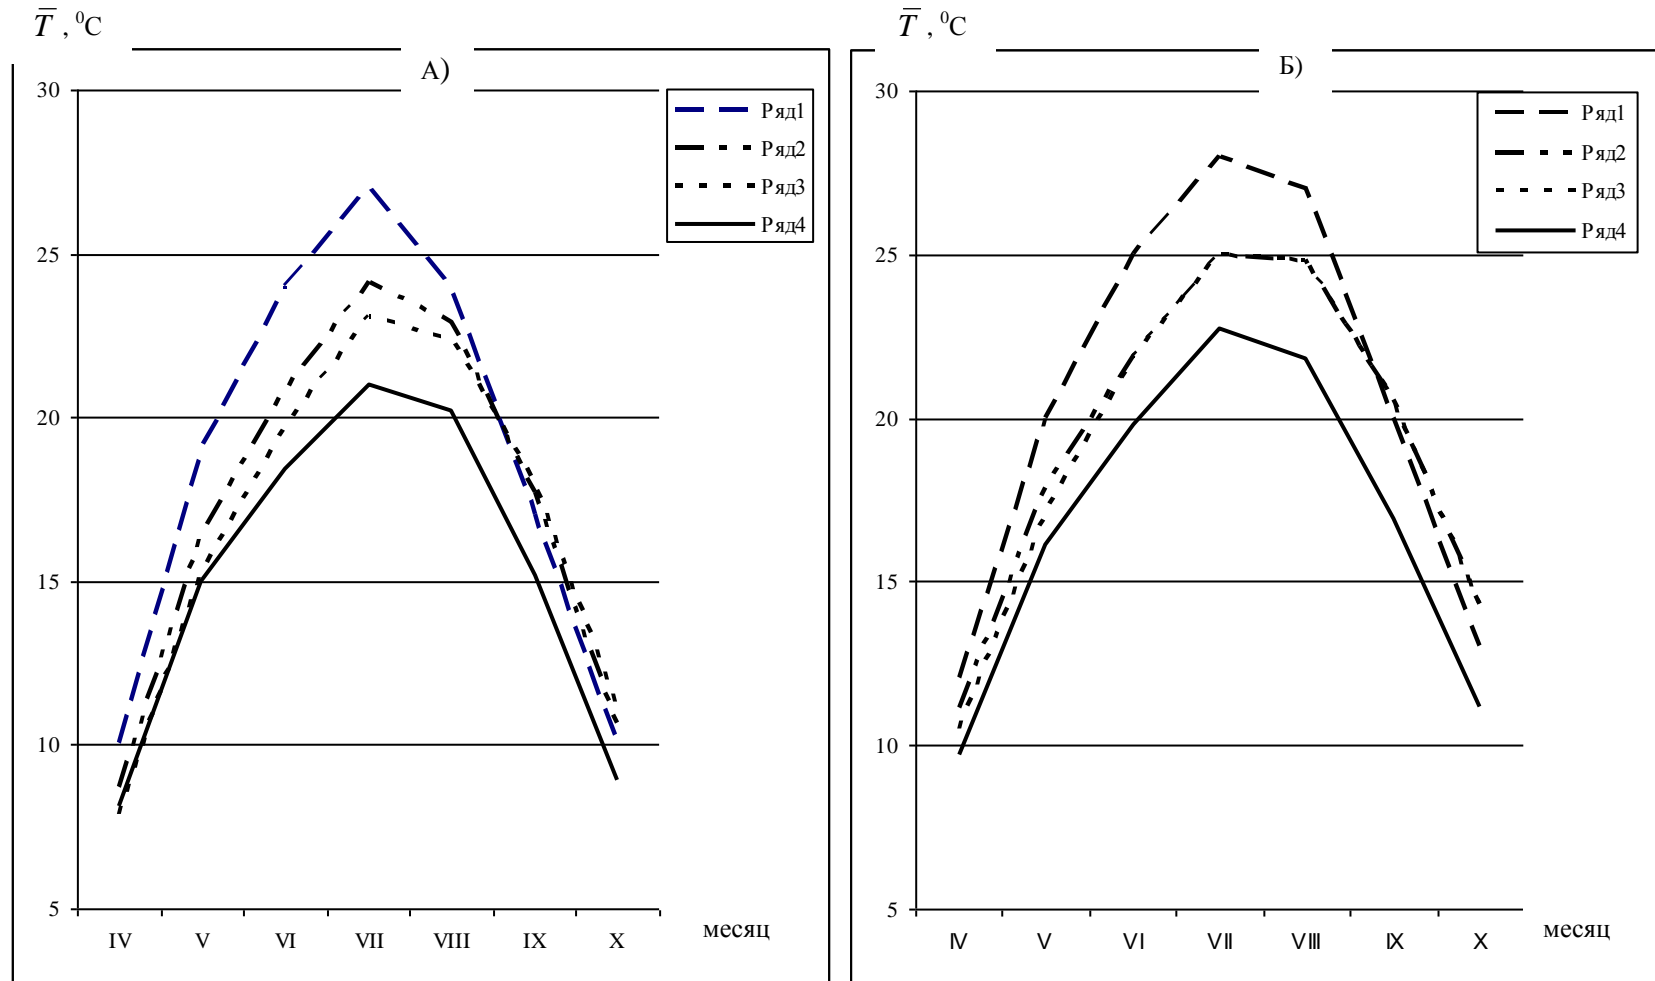 T̅ , ⁰C
А)
30
25
20
15
10
5
IV V VI VII VIII IX X
месяц
Ряд1
Ряд2
Ряд3
Ряд4
T̅ , ⁰C
Б)
30
25
20
15
10
5
IV V VI VII VIII IX X
месяц
Ряд1
Ряд2
Ряд3
Ряд4